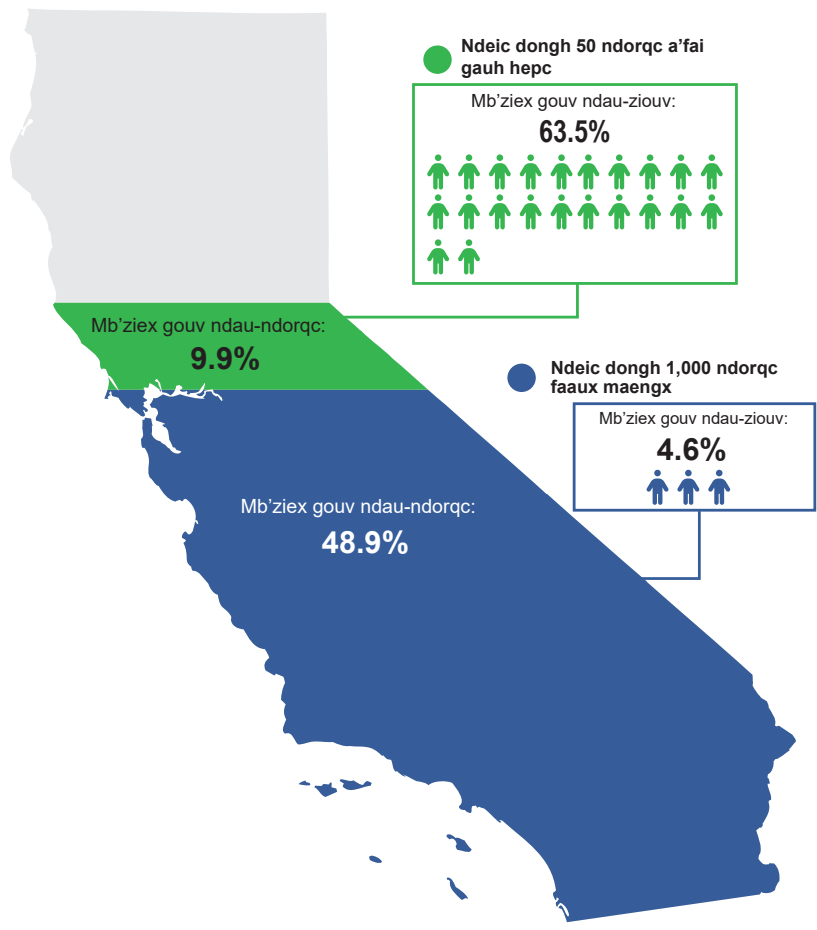 Ndeic dongh 50 ndorqc a’fai
gauh hepc
Mb’ziex gouv ndau-ziouv:
63.5%
Mb’ziex gouv ndau-ndorqc:
9.9%
Ndeic dongh 1,000 ndorqc
faaux maengx
Mb’ziex gouv ndau-ziouv:
4.6%
Mb’ziex gouv ndau-ndorqc:
48.9%